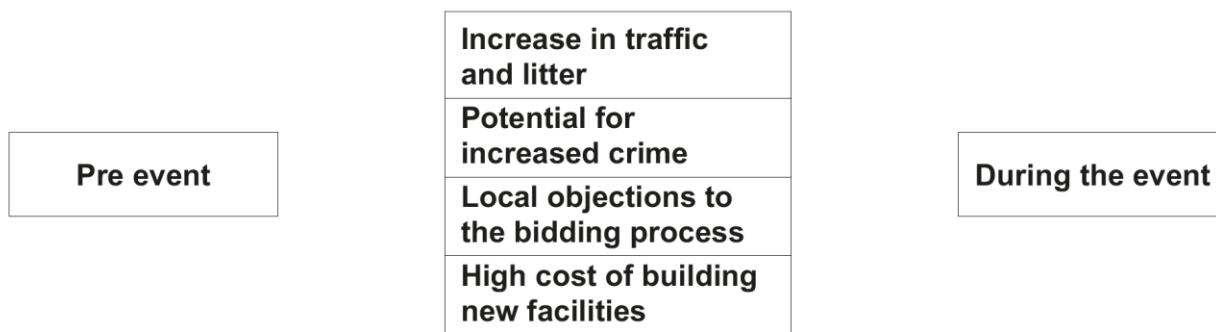 Pre event
Increase in traffic
and litter
Potential for
increased crime
Local objections to
the bidding process
High cost of building
new facilities
During the event